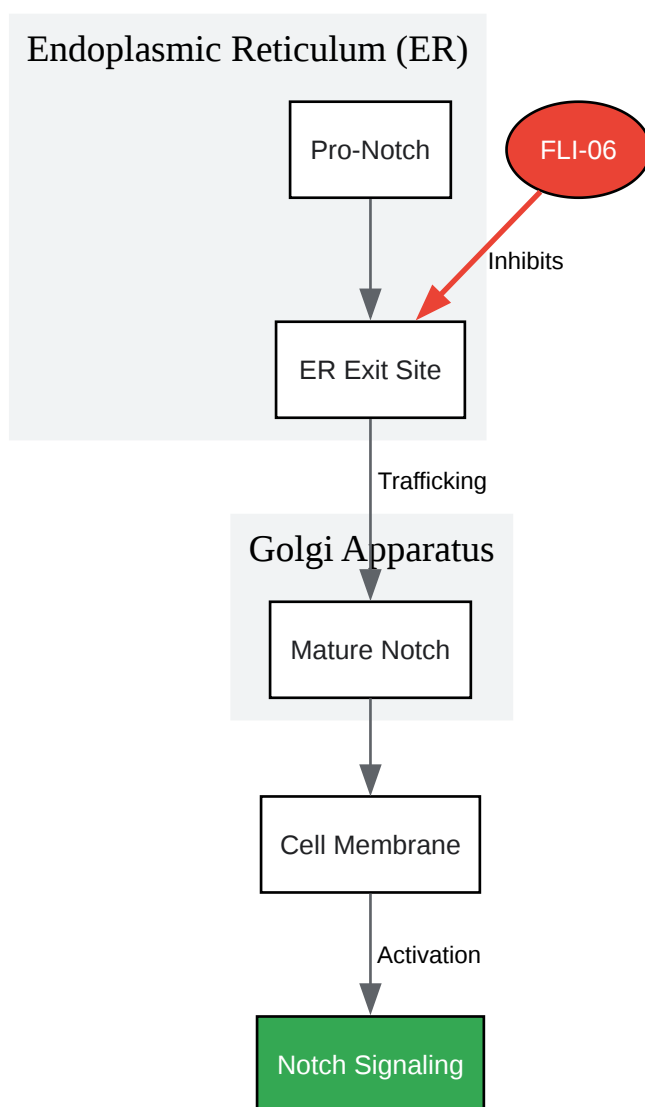 Endoplasmic Reticulum (ER)
Pro-Notch
FLI-06
Inhibits
ER Exit Site
Trafficking
Golgi Apparatus
Mature Notch
Cell Membrane
Activation
Notch Signaling